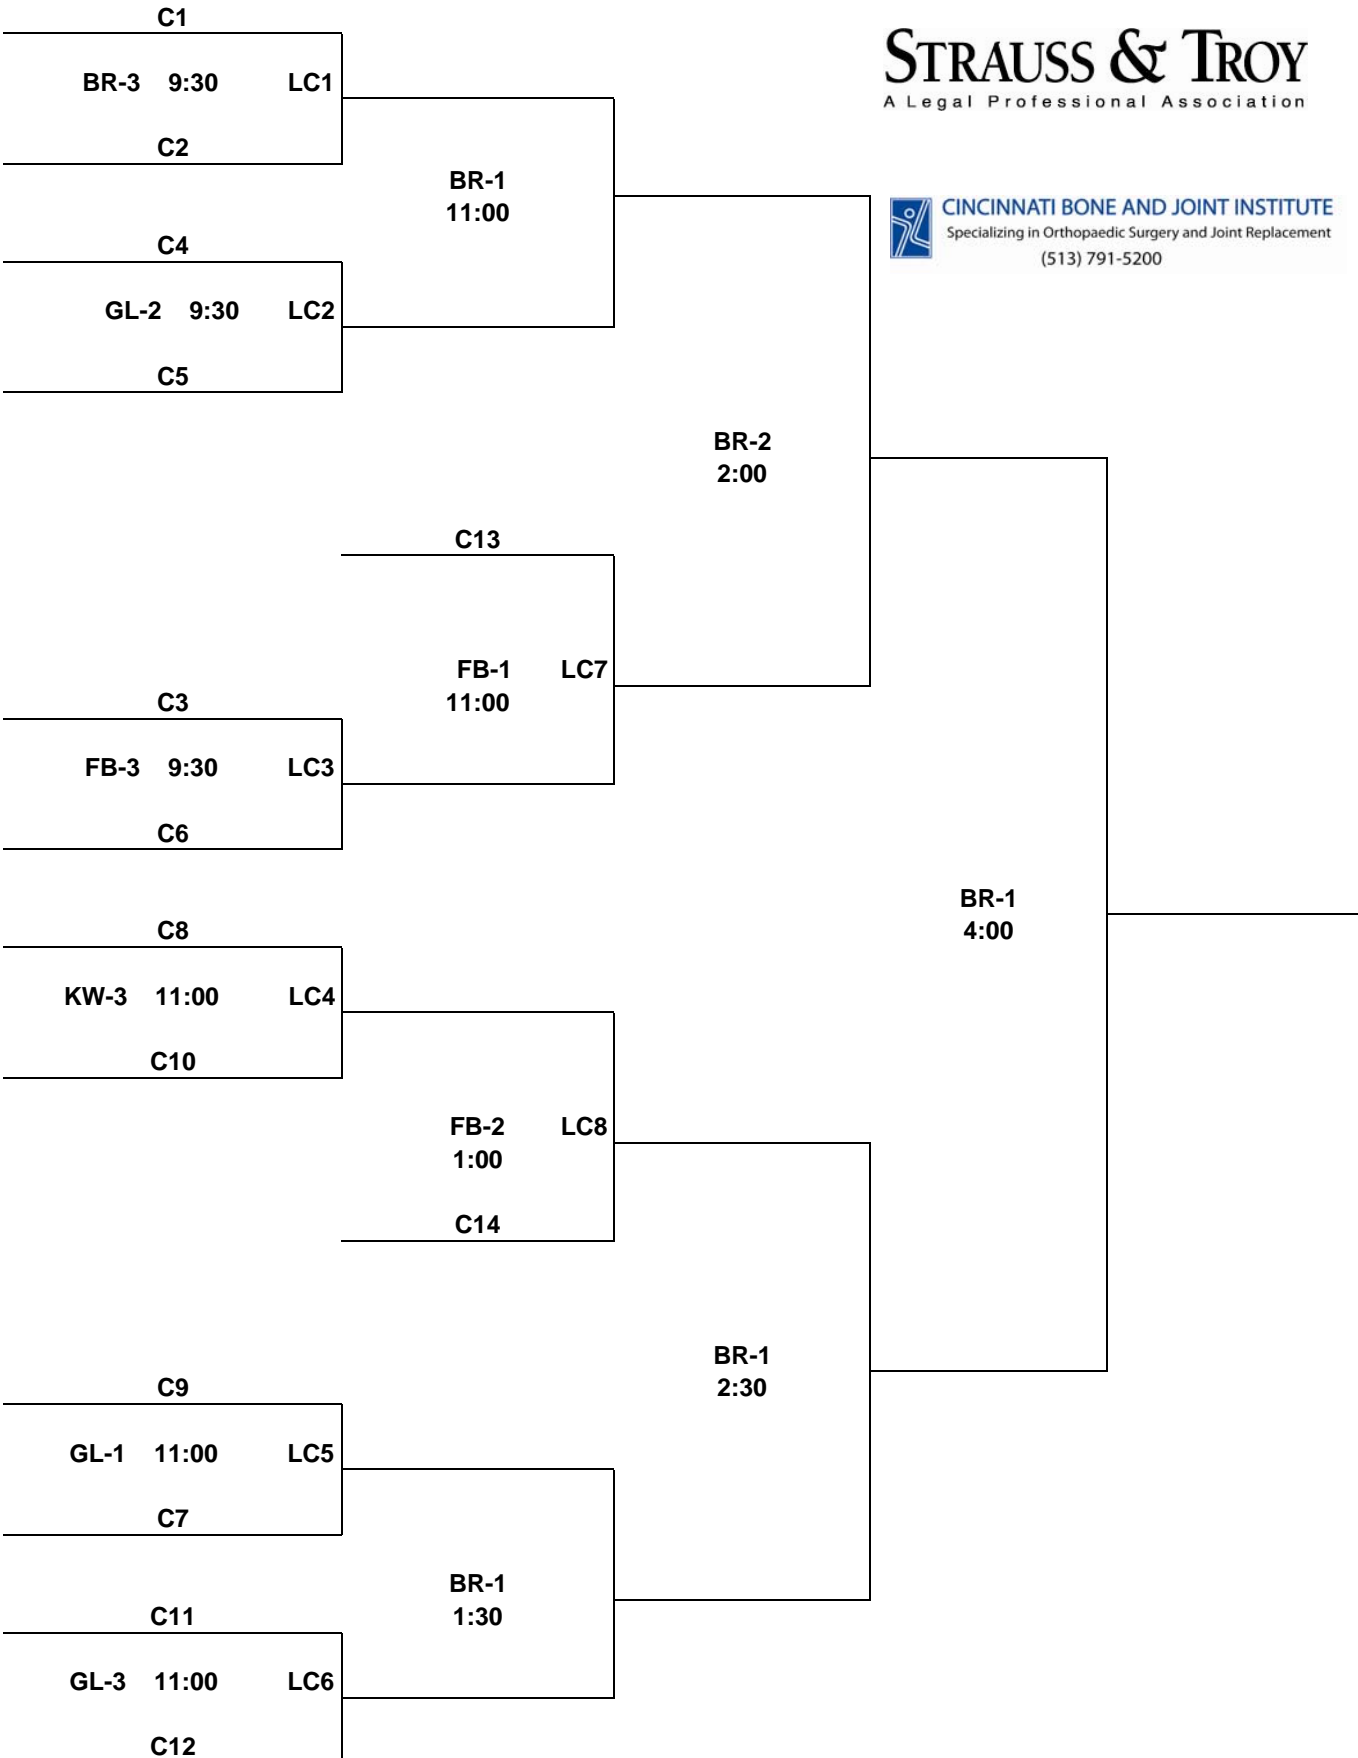 C1
STRAUSS & TROY
A Legal Professional Association
BR-3 9:30 LC1
C2
BR-1
11:00
CINCINNATI BONE AND JOINT INSTITUTE
Specializing in Orthopaedic Surgery and Joint Replacement
(513) 791-5200
C4
GL-2 9:30 LC2
C5
BR-2
2:00
C13
FB-1 LC7
11:00
C3
FB-3 9:30 LC3
C6
BR-1
4:00
C8
KW-3 11:00 LC4
C10
FB-2 LC8
1:00
C14
BR-1
2:30
C9
GL-1 11:00 LC5
C7
BR-1
1:30
C11
GL-3 11:00 LC6
C12